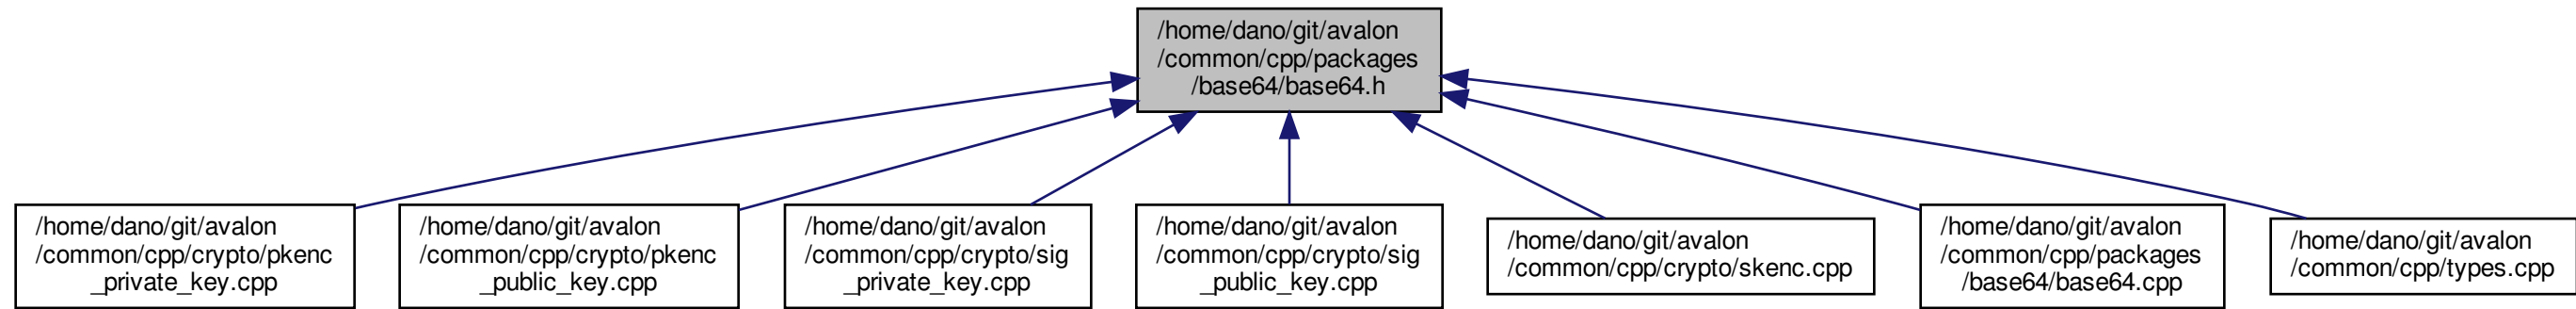 /home/dano/git/avalon
/common/cpp/packages
/base64/base64.h
/home/dano/git/avalon
/common/cpp/crypto/pkenc
_private_key.cpp
/home/dano/git/avalon
/common/cpp/crypto/pkenc
_public_key.cpp
/home/dano/git/avalon
/common/cpp/crypto/sig
_private_key.cpp
/home/dano/git/avalon
/common/cpp/crypto/sig
_public_key.cpp
/home/dano/git/avalon
/common/cpp/crypto/skenc.cpp
/home/dano/git/avalon
/common/cpp/packages
/base64/base64.cpp
/home/dano/git/avalon
/common/cpp/types.cpp